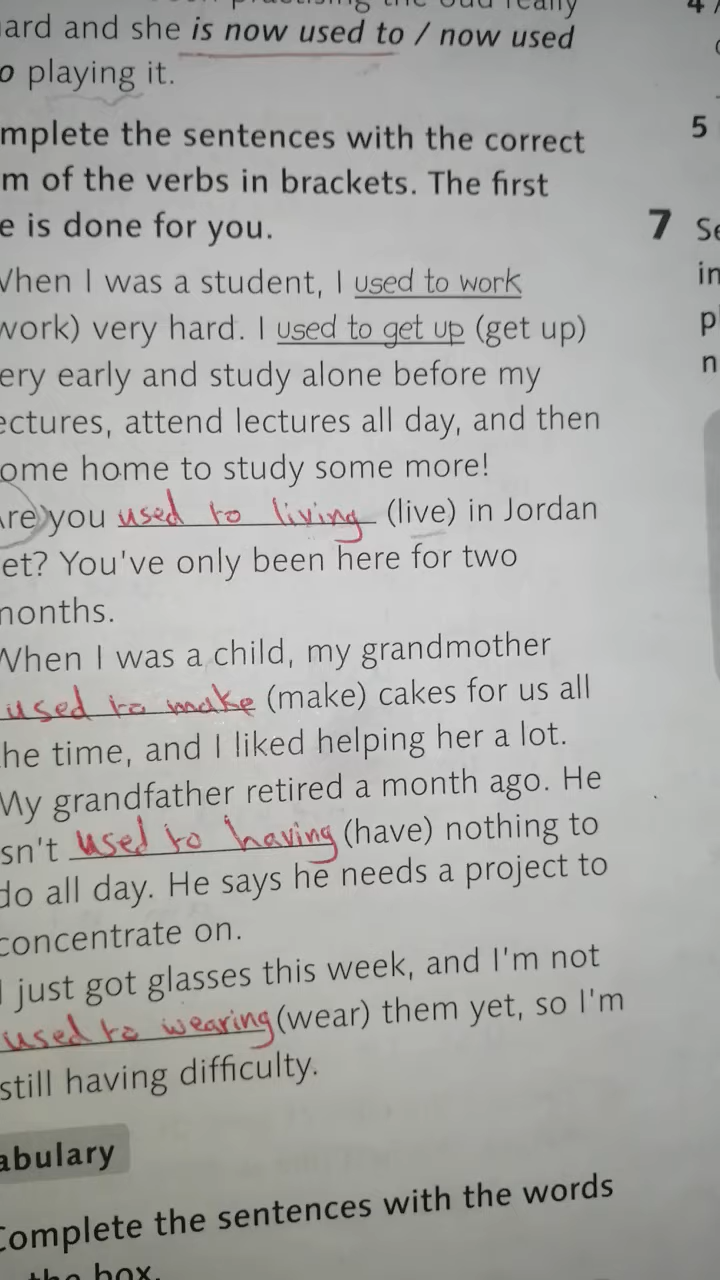 ard and she is now used to / now used
o playing it.
mplete the sentences with the correct
m of the verbs in brackets. The first
e is done for you.
When I was a student, I used to work
work) very hard. I used to get up (get up)
ery early and study alone before my
ectures, attend lectures all day, and then
ome home to study some more!
Are you used to living (live) in Jordan
et? You've only been here for two
months.
When I was a child, my grandmother
used to make (make) cakes for us all
he time, and I liked helping her a lot.
My grandfather retired a month ago. He
sn't used to having (have) nothing to
do all day. He says he needs a project to
concentrate on.
I just got glasses this week, and I'm not
used to wearing (wear) them yet, so I'm
still having difficulty.
abulary
Complete the sentences with the words
the box.
4
5
7 Se
in
p
n